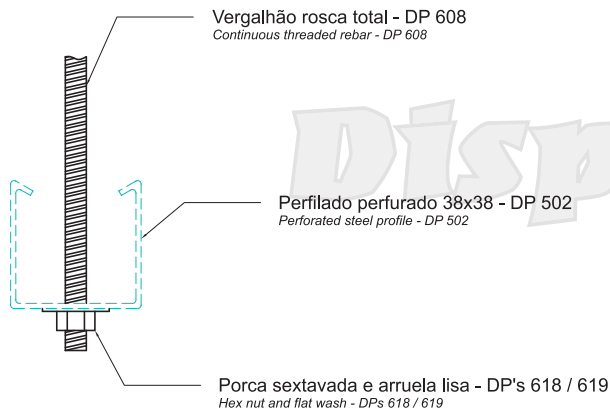 Vergalhão rosca total - DP 608
Continuous threaded rebar - DP 608
Disp
Perfilado perfurado 38x38 - DP 502
Perforated steel profile - DP 502
Porca sextavada e arruela lisa - DP's 618 / 619
Hex nut and flat wash - DPs 618 / 619